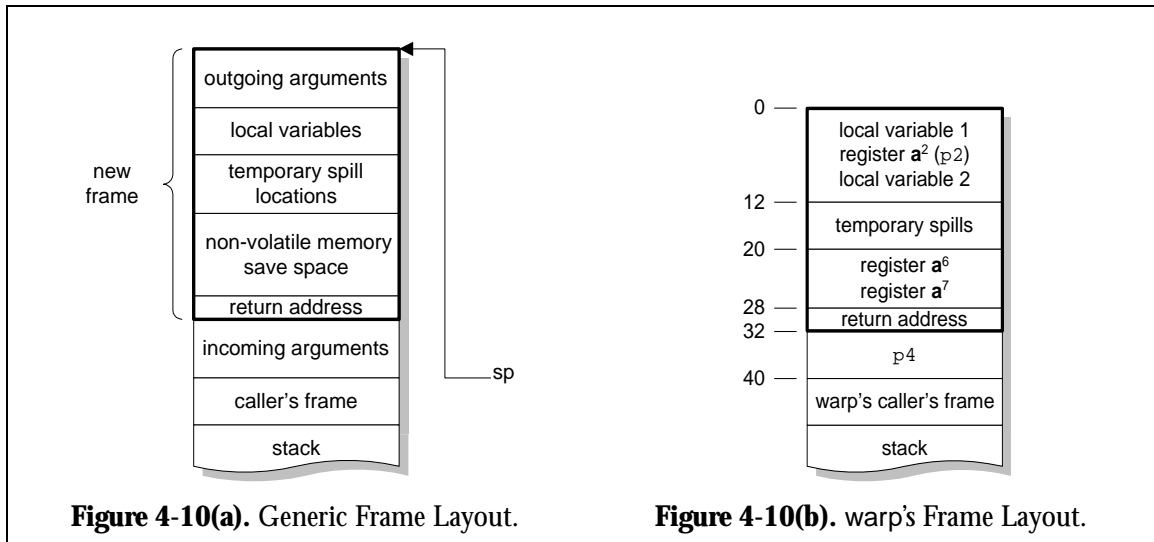 outgoing arguments
local variables
temporary spill
locations
non-volatile memory
save space
return address
incoming arguments
caller's frame
stack
new
frame
sp
Figure 4-10(a). Generic Frame Layout.
0
local variable 1
register a² (p2)
local variable 2
12
temporary spills
20
register a⁶
register a⁷
28
return address
32
p4
40
warp's caller's frame
stack
Figure 4-10(b). warp's Frame Layout.